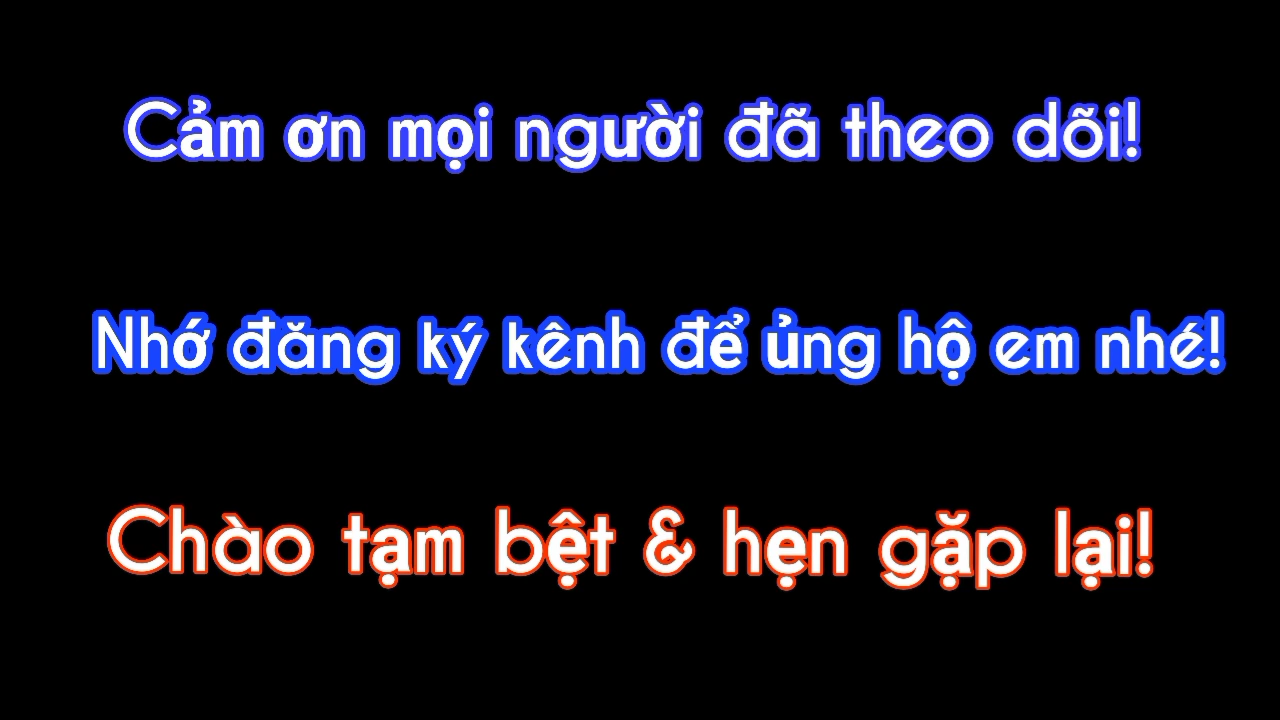 Cảm ơn mọi người đã theo dõi!
Nhớ đăng ký kênh để ủng hộ em nhé!
Chào tạm bệt & hẹn gặp lại!